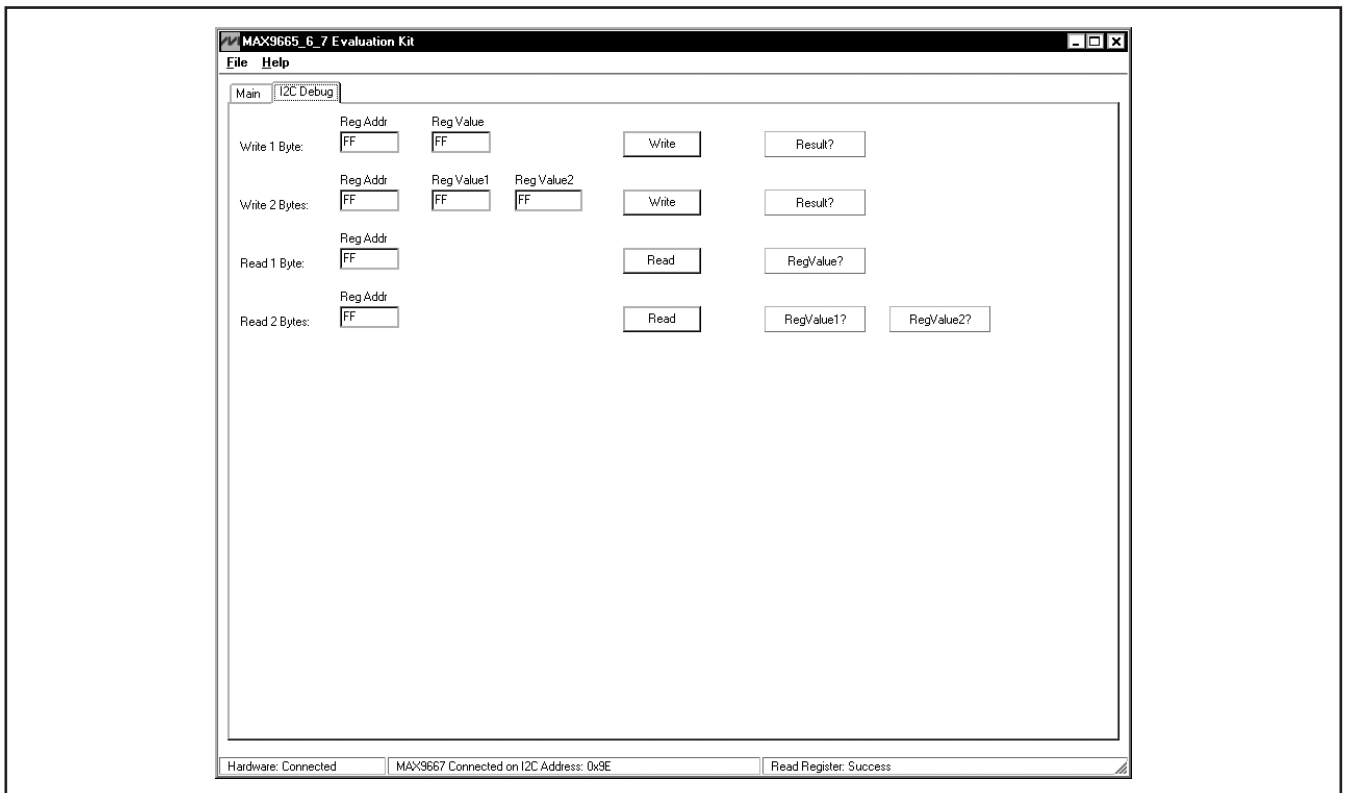 MAX9665_6_7 Evaluation Kit
File Help
Main I2C Debug
Reg Addr Reg Value
Write 1 Byte: FF FF Write Result?
Reg Addr Reg Value1 Reg Value2
Write 2 Bytes: FF FF FF Write Result?
Reg Addr
Read 1 Byte: FF Read RegValue?
Reg Addr
Read 2 Bytes: FF Read RegValue1? RegValue2?
Hardware: Connected MAX9667 Connected on I2C Address: 0x9E Read Register: Success